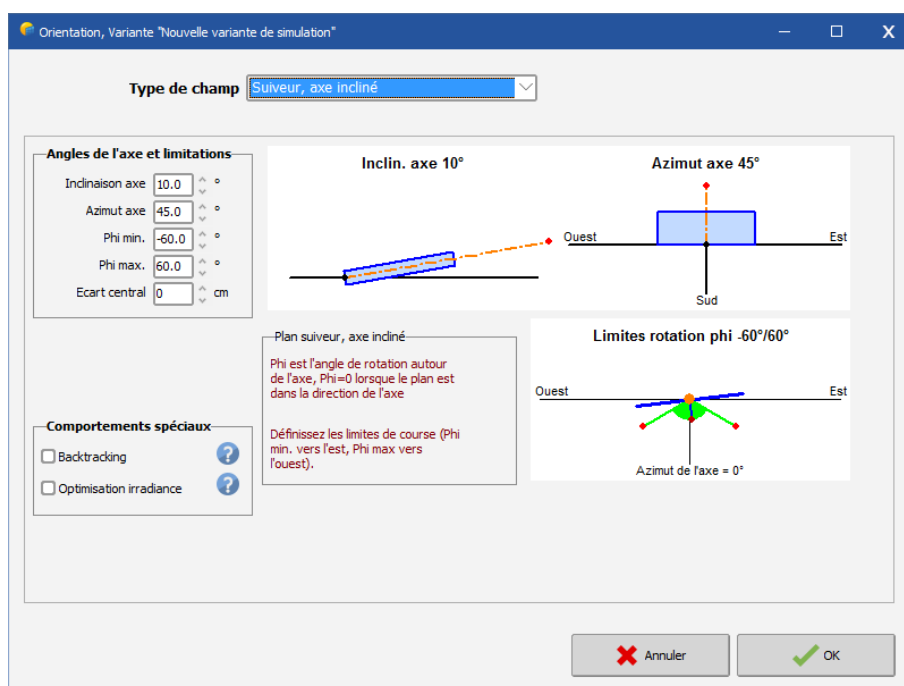 Orientation, Variante "Nouvelle variante de simulation"
Type de champ Suiveur, axe incliné
Angles de l'axe et limitations
Inclinaison axe 10.0 °
Azimut axe 45.0 °
Phi min. -60.0 °
Phi max. 60.0 °
Ecart central 0 cm
Inclin. axe 10°
Azimut axe 45°
Ouest Est
Sud
Plan suiveur, axe incliné
Phi est l'angle de rotation autour
de l'axe, Phi=0 lorsque le plan est
dans la direction de l'axe
Définissez les limites de course (Phi
min. vers l'est, Phi max vers
l'ouest).
Limites rotation phi -60°/60°
Ouest Est
Azimut de l'axe = 0°
Comportements spéciaux
Backtracking ?
Optimisation irradiance ?
Annuler OK